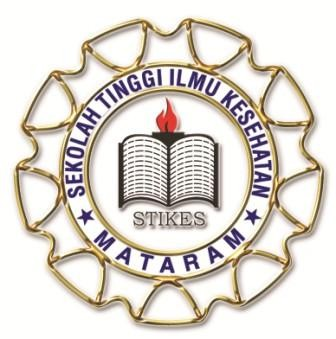 SEKOLAH TINGGI ILMU KESEHATAN
STIKES
★ MATARAM ★